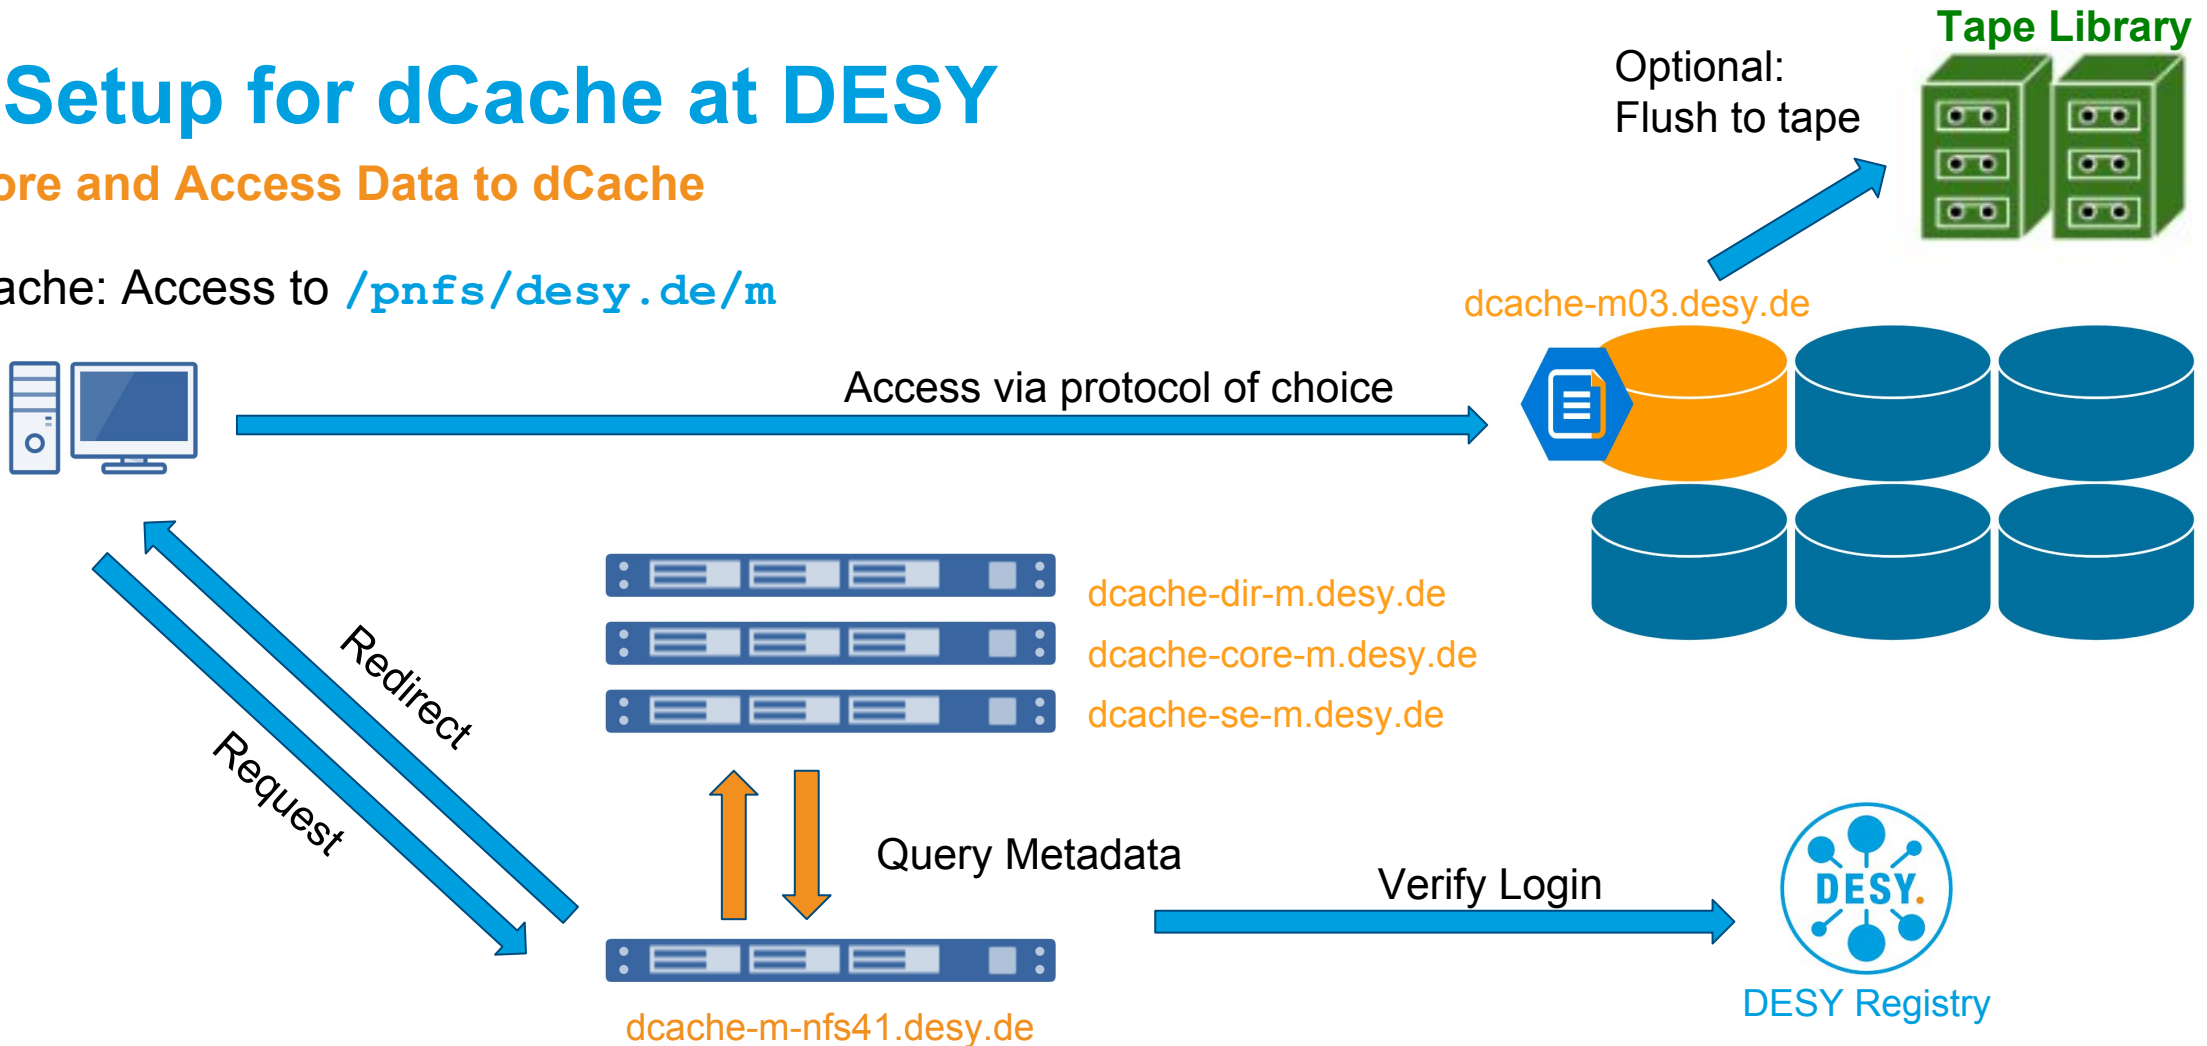 Setup for dCache at DESY
ore and Access Data to dCache
ache: Access to /pnfs/desy.de/m
Tape Library
Optional:
Flush to tape
dcache-m03.desy.de
Access via protocol of choice
Redirect
Request
dcache-dir-m.desy.de
dcache-core-m.desy.de
dcache-se-m.desy.de
Query Metadata
Verify Login
DESY.
DESY Registry
dcache-m-nfs41.desy.de